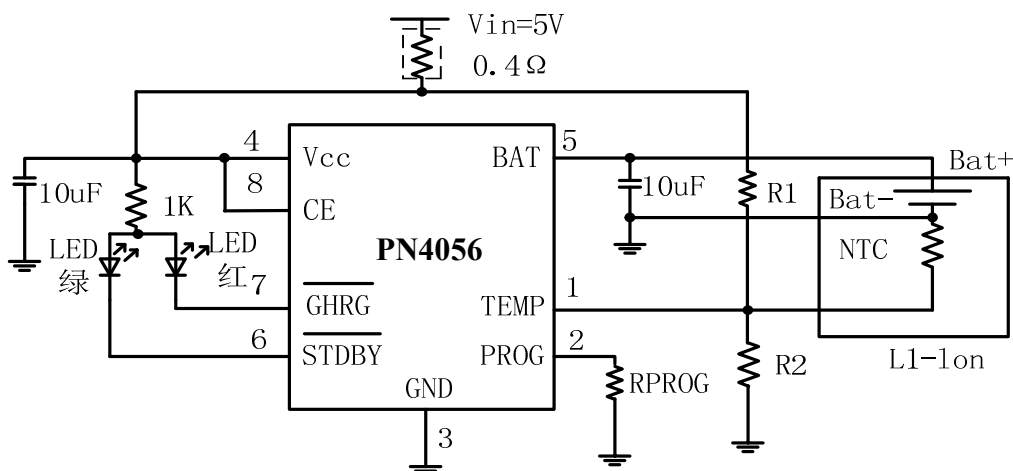 Vin=5V
0.4Ω
4
Vcc
BAT
5
Bat+
8
10uF
1K
CE
10uF
R1
Bat-
LED
LED
PN4056
NTC
绿
红
7
GHRG
TEMP
1
6
STDBY
PROG
2
R2
L1-lon
GND
RPROG
3